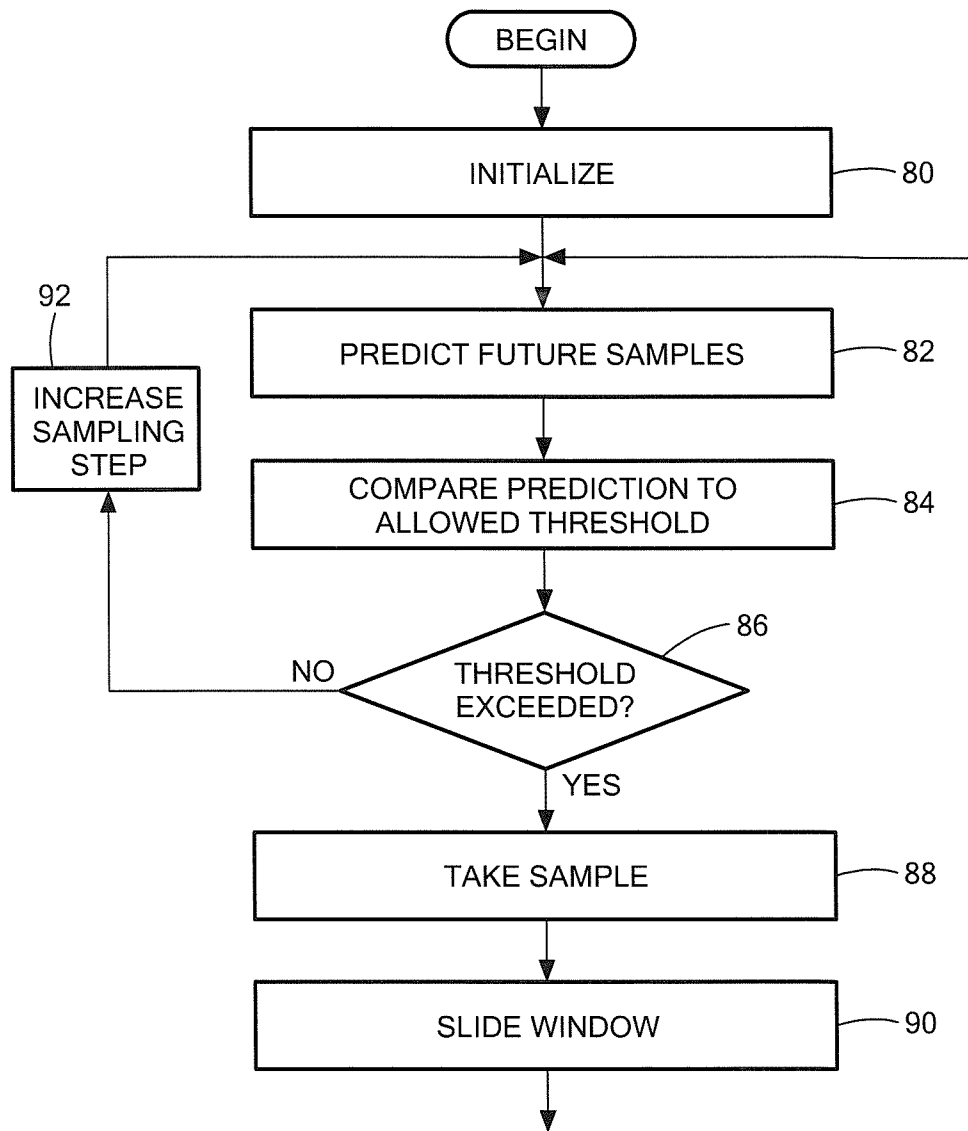 BEGIN
INITIALIZE
80
92
PREDICT FUTURE SAMPLES
82
INCREASE
SAMPLING
STEP
COMPARE PREDICTION TO
ALLOWED THRESHOLD
84
86
NO
THRESHOLD
EXCEEDED?
YES
TAKE SAMPLE
88
SLIDE WINDOW
90